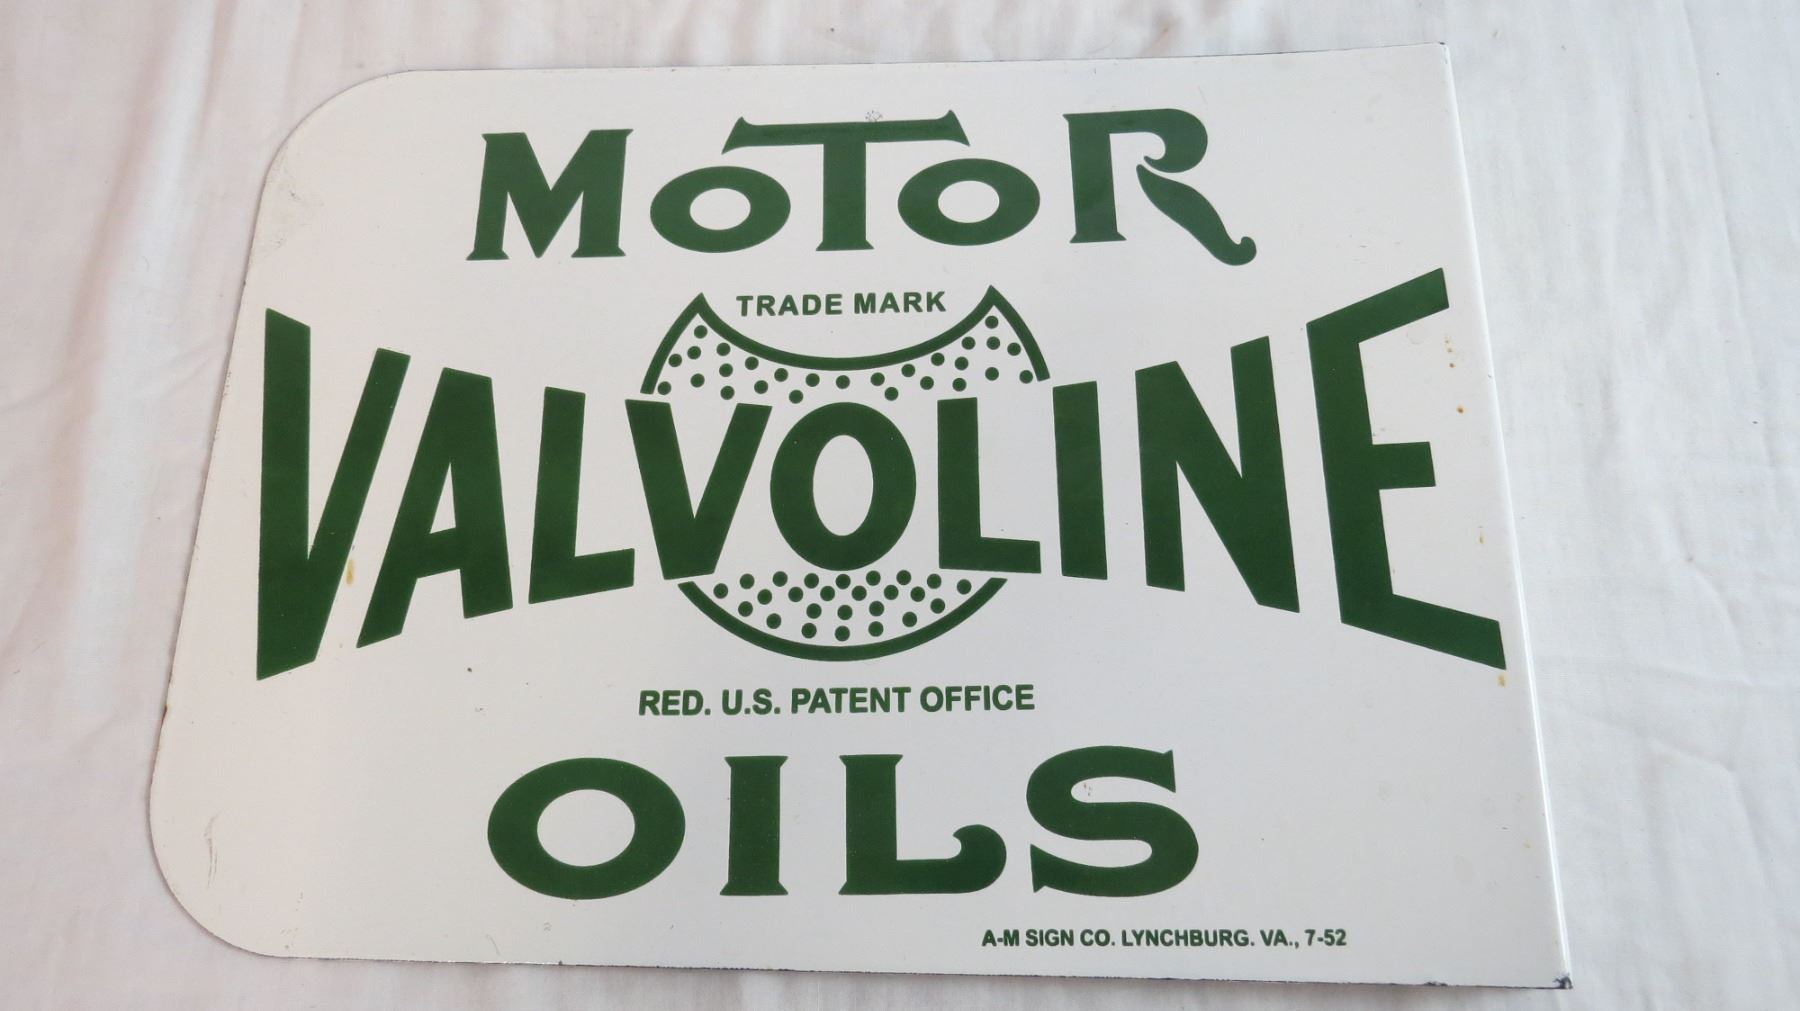 MOTOR
TRADE MARK
VALVOLINE
RED. U.S. PATENT OFFICE
OILS
A-M SIGN CO. LYNCHBURG. VA., 7-52